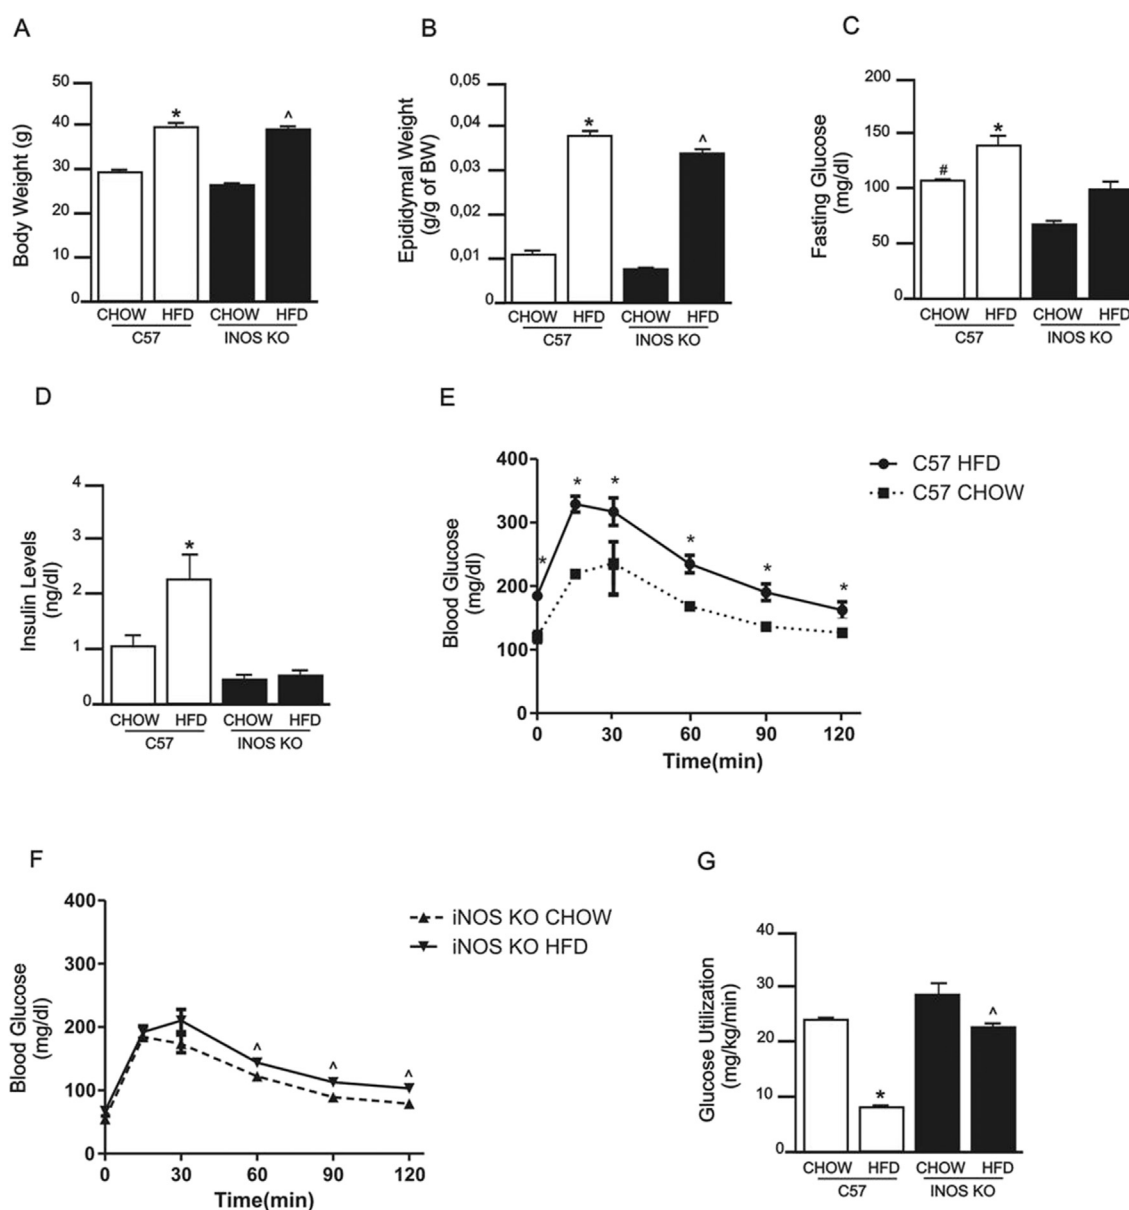 A
Body Weight (g)
50
40
30
20
10
0
*
^
CHOW HFD CHOW HFD
C57 INOS KO
B
Epididymal Weight
(g/g of BW)
0,05
0,04
0,03
0,02
0,01
0
*
^
CHOW HFD CHOW HFD
C57 INOS KO
C
Fasting Glucose
(mg/dl)
200
150
100
50
0
#
*
CHOW HFD CHOW HFD
C57 INOS KO
D
Insulin Levels
(ng/dl)
4
3
2
1
0
*
CHOW HFD CHOW HFD
C57 INOS KO
E
Blood Glucose
(mg/dl)
400
300
200
100
0
* * * * * *
0 30 60 90 120
Time(min)
C57 HFD
C57 CHOW
F
Blood Glucose
(mg/dl)
400
300
200
100
0
^ ^ ^
0 30 60 90 120
Time(min)
iNOS KO CHOW
iNOS KO HFD
G
Glucose Utilization
(mg/kg/min)
40
30
20
10
0
*
^
CHOW HFD CHOW HFD
C57 INOS KO